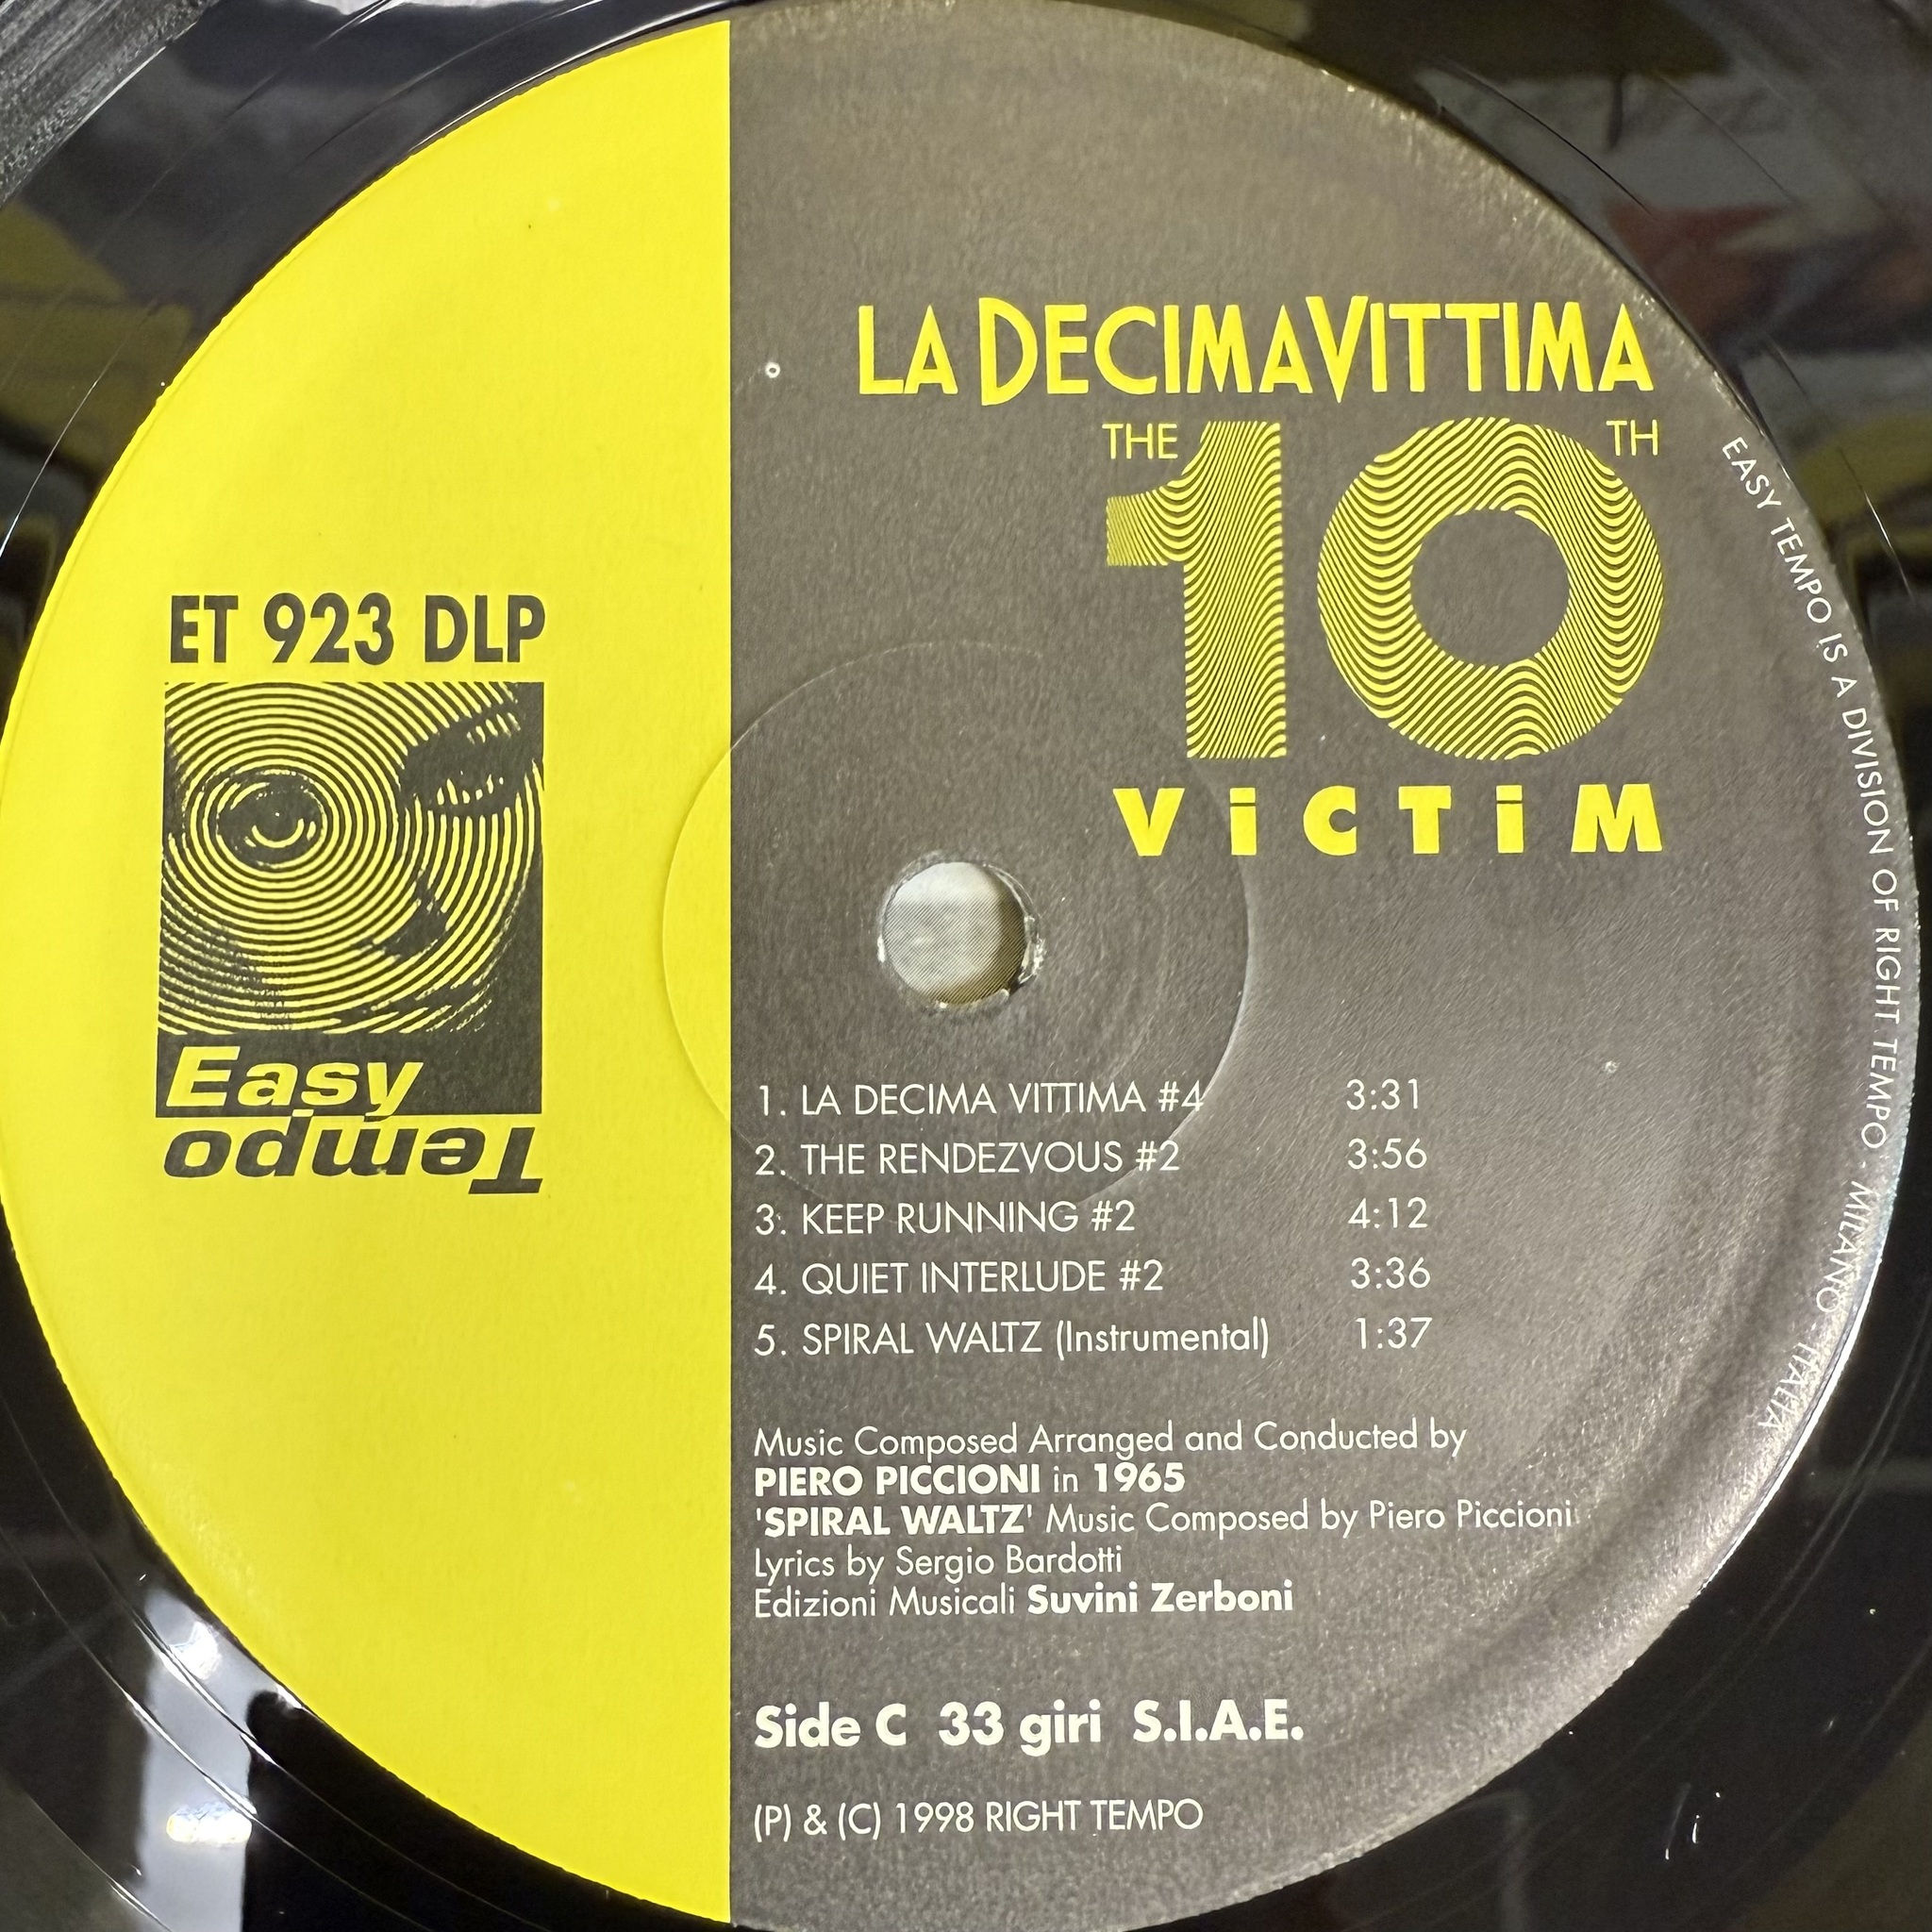 ET 923 DLP
Easy
Tempo
LA DECIMA VITTIMA
THE 10 TH
ViCTiM
1. LA DECIMA VITTIMA #4 3:31
2. THE RENDEZVOUS #2 3:56
3. KEEP RUNNING #2 4:12
4. QUIET INTERLUDE #2 3:36
5. SPIRAL WALTZ (Instrumental) 1:37
Music Composed Arranged and Conducted by
PIERO PICCIONI in 1965
'SPIRAL WALTZ' Music Composed by Piero Piccioni
Lyrics by Sergio Bardotti
Edizioni Musicali Suvini Zerboni
Side C 33 giri S.I.A.E.
(P) & (C) 1998 RIGHT TEMPO
EASY TEMPO IS A DIVISION OF RIGHT TEMPO - MILANO - ITALIA